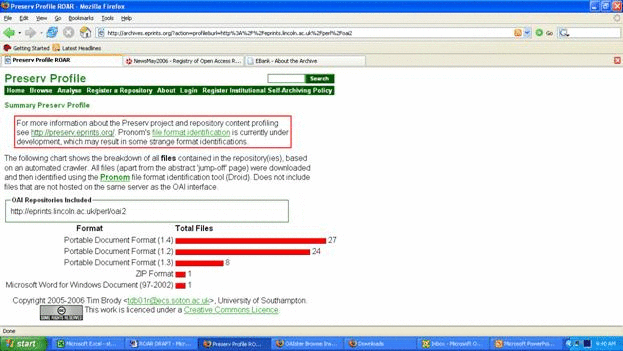 Preserv Profile ROAR - Mozilla Firefox
File Edit View Go Bookmarks Tools Help
http://archives.eprints.org/?action=profile&url=http%3A%2F%2Feprints.lincoln.ac.uk%2Fperl%2Foai2 Go
Getting Started Latest Headlines
Preserv Profile ROAR NewsMay2006 - Registry of Open Access R... EBank - About the Archive
Preserv Profile Search
Home Browse Analyse Register a Repository About Login Register Institutional Self-Archiving Policy
Summary Preserv Profile
For more information about the Preserv project and repository content profiling
see http://preserv.eprints.org/. Pronom's file format identification is currently under
development, which may result in some strange format identifications.
The following chart shows the breakdown of all files contained in the repository(ies), based
on an automated crawler. All files (apart from the abstract 'jump-off' page) were downloaded
and then identified using the Pronom file format identification tool (Droid). Does not include
files that are not hosted on the same server as the OAI interface.
OAI Repositories Included
http://eprints.lincoln.ac.uk/perl/oai2
Format Total Files
Portable Document Format (1.4) 27
Portable Document Format (1.2) 24
Portable Document Format (1.3) 8
ZIP Format 1
Microsoft Word for Windows Document (97-2002) 1
Copyright 2005-2006 Tim Brody <tdb01r@ecs.soton.ac.uk>, University of Southampton.
SOME RIGHTS RESERVED This work is licenced under a Creative Commons Licence.
Done
start Microsoft Excel - st... ROAR DRAFT - Micr... Preserv Profile RO... OAIster Browse Ins... Downloads Inbox - Microsoft O... Microsoft PowerPoi... 9:40 AM